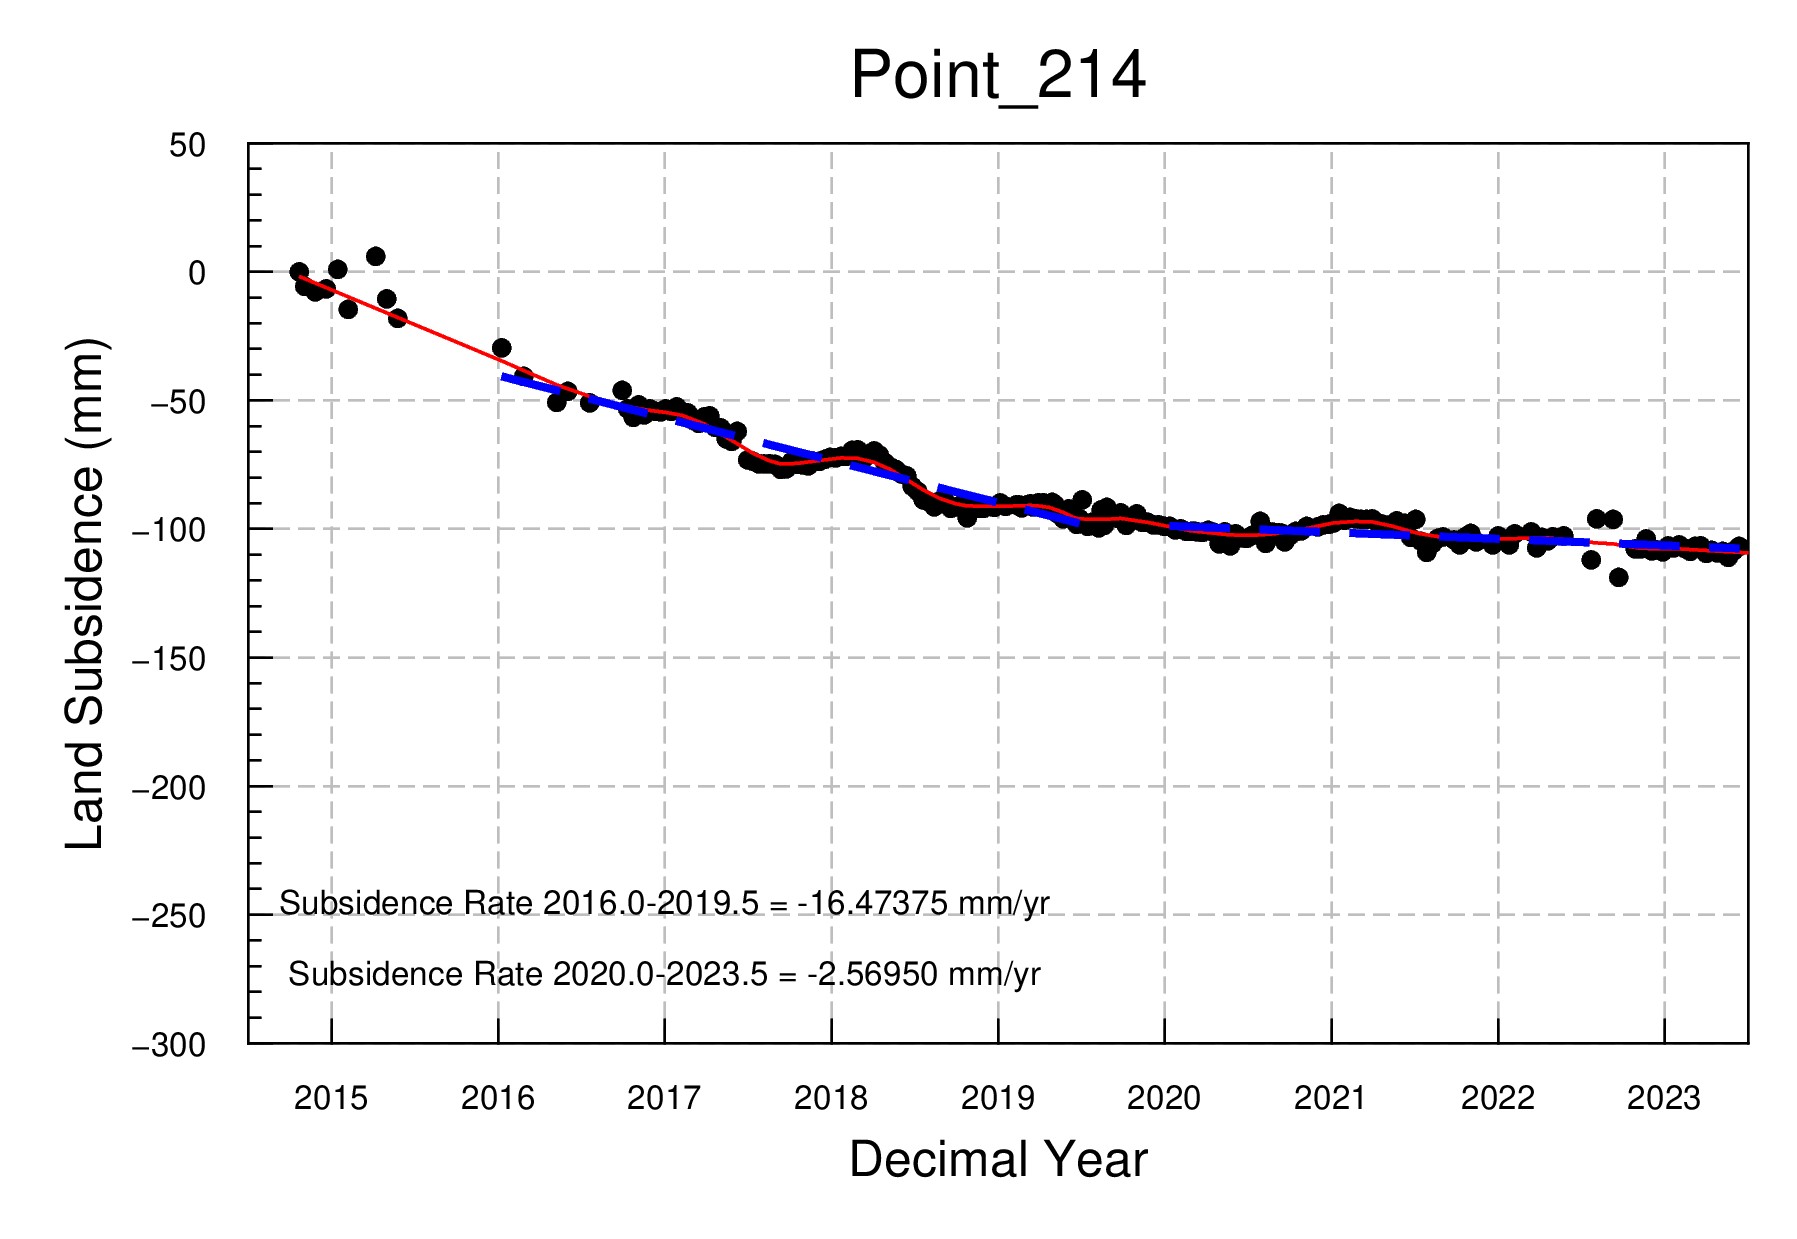 Point_214
50
0
−50
−100
−150
−200
−250
−300
Land Subsidence (mm)
Subsidence Rate 2016.0-2019.5 = -16.47375 mm/yr
Subsidence Rate 2020.0-2023.5 = -2.56950 mm/yr
2015 2016 2017 2018 2019 2020 2021 2022 2023
Decimal Year